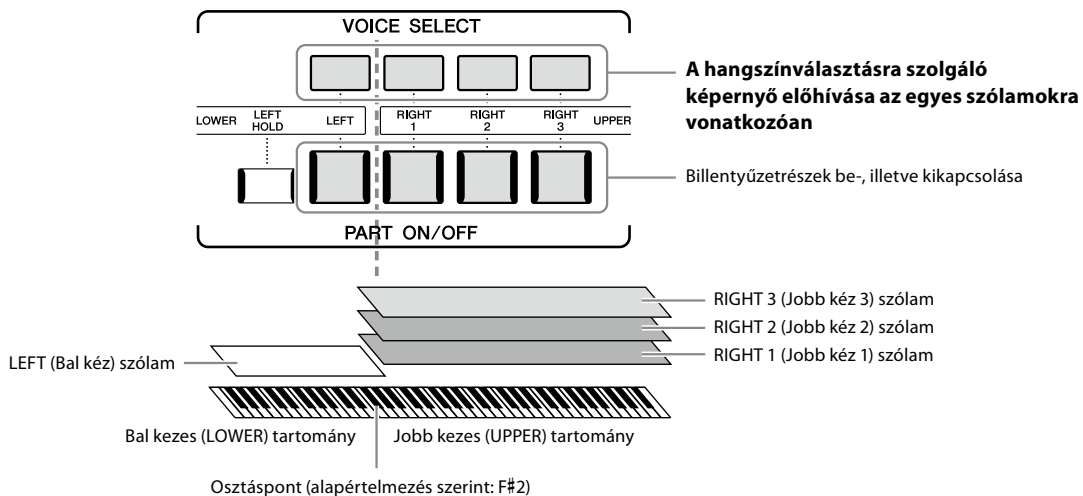 VOICE SELECT
A hangszínválasztásra szolgáló
képernyő előhívása az egyes szólamokra
vonatkozóan
LOWER
LEFT
HOLD
LEFT
RIGHT
1
RIGHT
2
RIGHT
3
UPPER
Billentyűzetrészek be-, illetve kikapcsolása
PART ON/OFF
RIGHT 3 (Jobb kéz 3) szólam
RIGHT 2 (Jobb kéz 2) szólam
RIGHT 1 (Jobb kéz 1) szólam
LEFT (Bal kéz) szólam
Bal kezes (LOWER) tartomány
Jobb kezes (UPPER) tartomány
Osztáspont (alapértelmezés szerint: F#2)